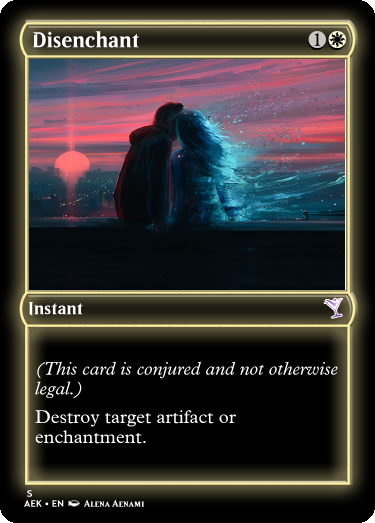 Disenchant 1
Instant
(This card is conjured and not otherwise
legal.)
Destroy target artifact or
enchantment.
S
AEK • EN Alena Aenami